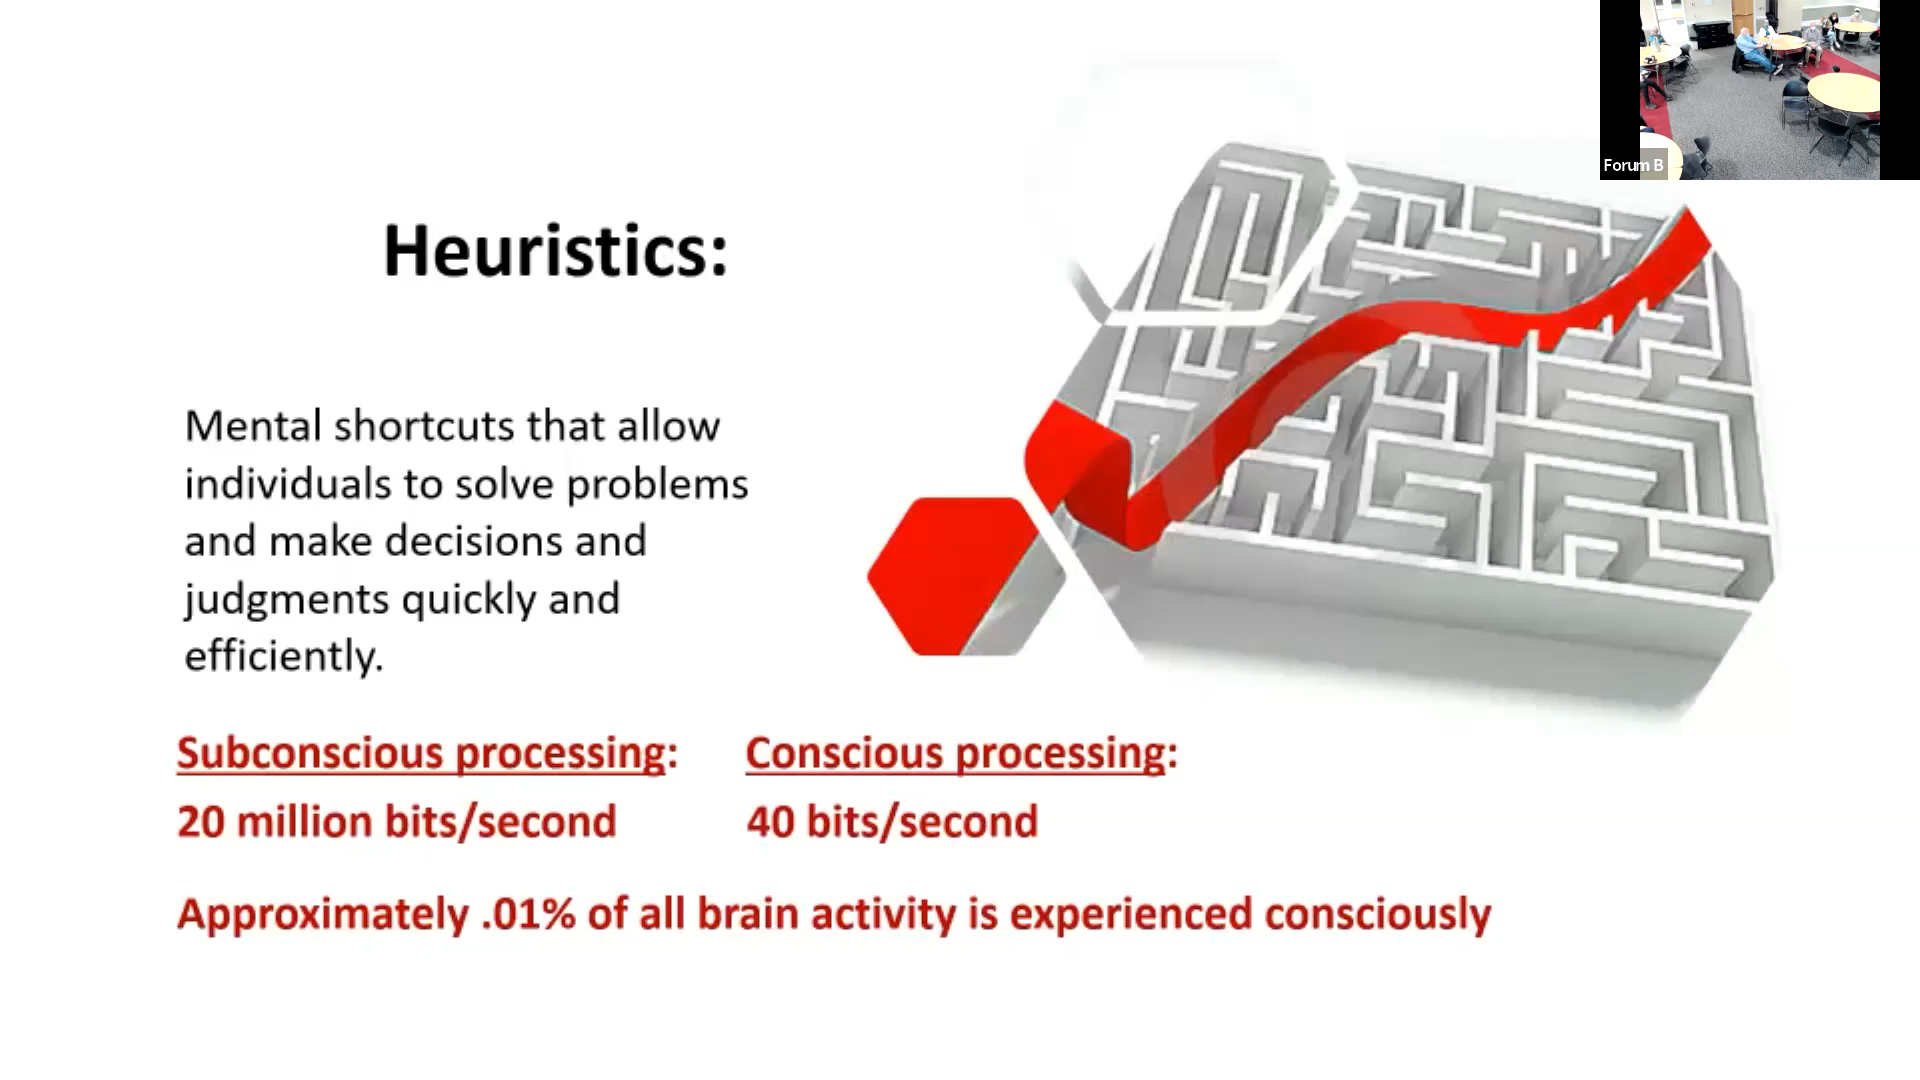 Forum B
Heuristics:
Mental shortcuts that allow
individuals to solve problems
and make decisions and
judgments quickly and
efficiently.
Subconscious processing: Conscious processing:
20 million bits/second 40 bits/second
Approximately .01% of all brain activity is experienced consciously